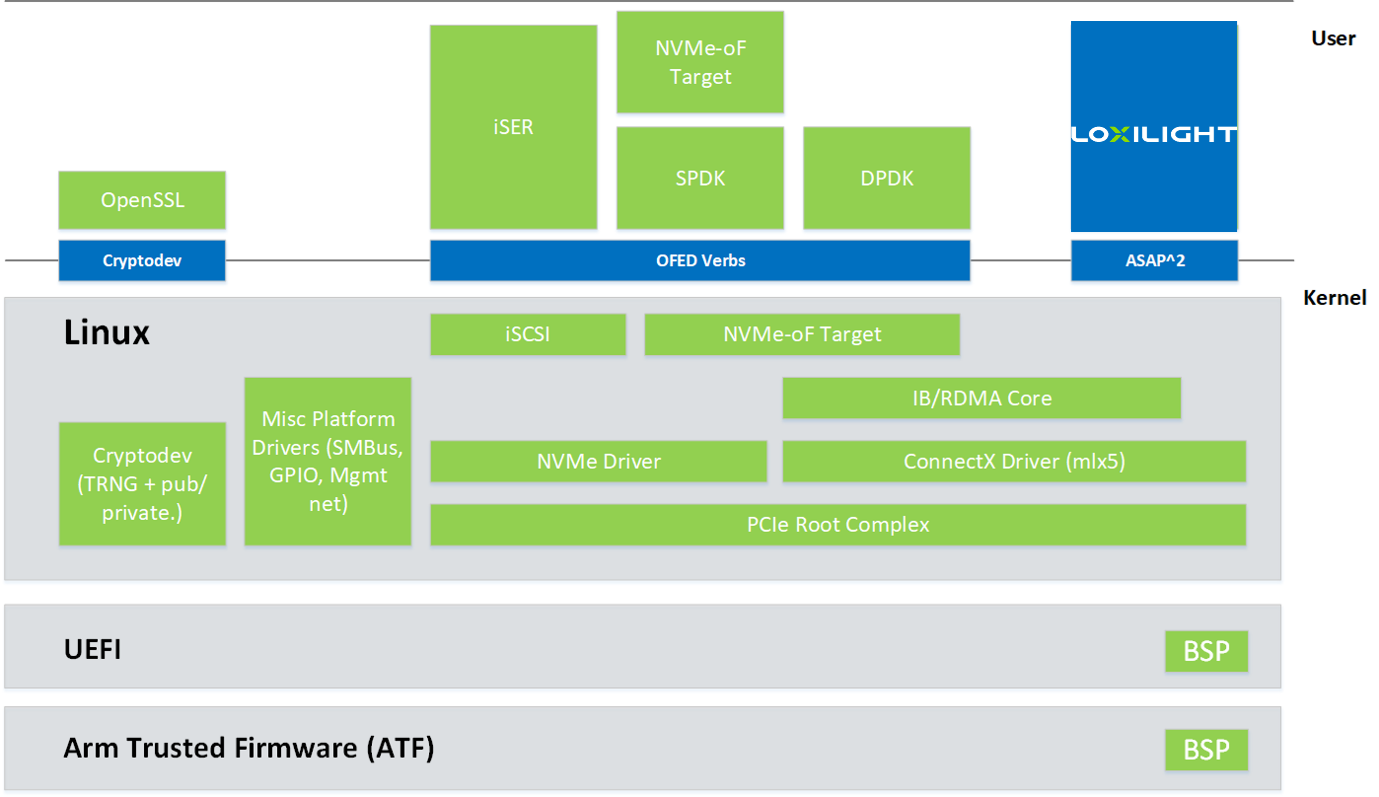 User
NVMe-oF
Target
iSER
LOXILIGHT
SPDK
DPDK
OpenSSL
Cryptodev
OFED Verbs
ASAP^2
Kernel
Linux
iSCSI
NVMe-oF Target
IB/RDMA Core
Misc Platform
Drivers (SMBus,
GPIO, Mgmt
net)
Cryptodev
(TRNG + pub/
private.)
NVMe Driver
ConnectX Driver (mlx5)
PCIe Root Complex
UEFI
BSP
Arm Trusted Firmware (ATF)
BSP